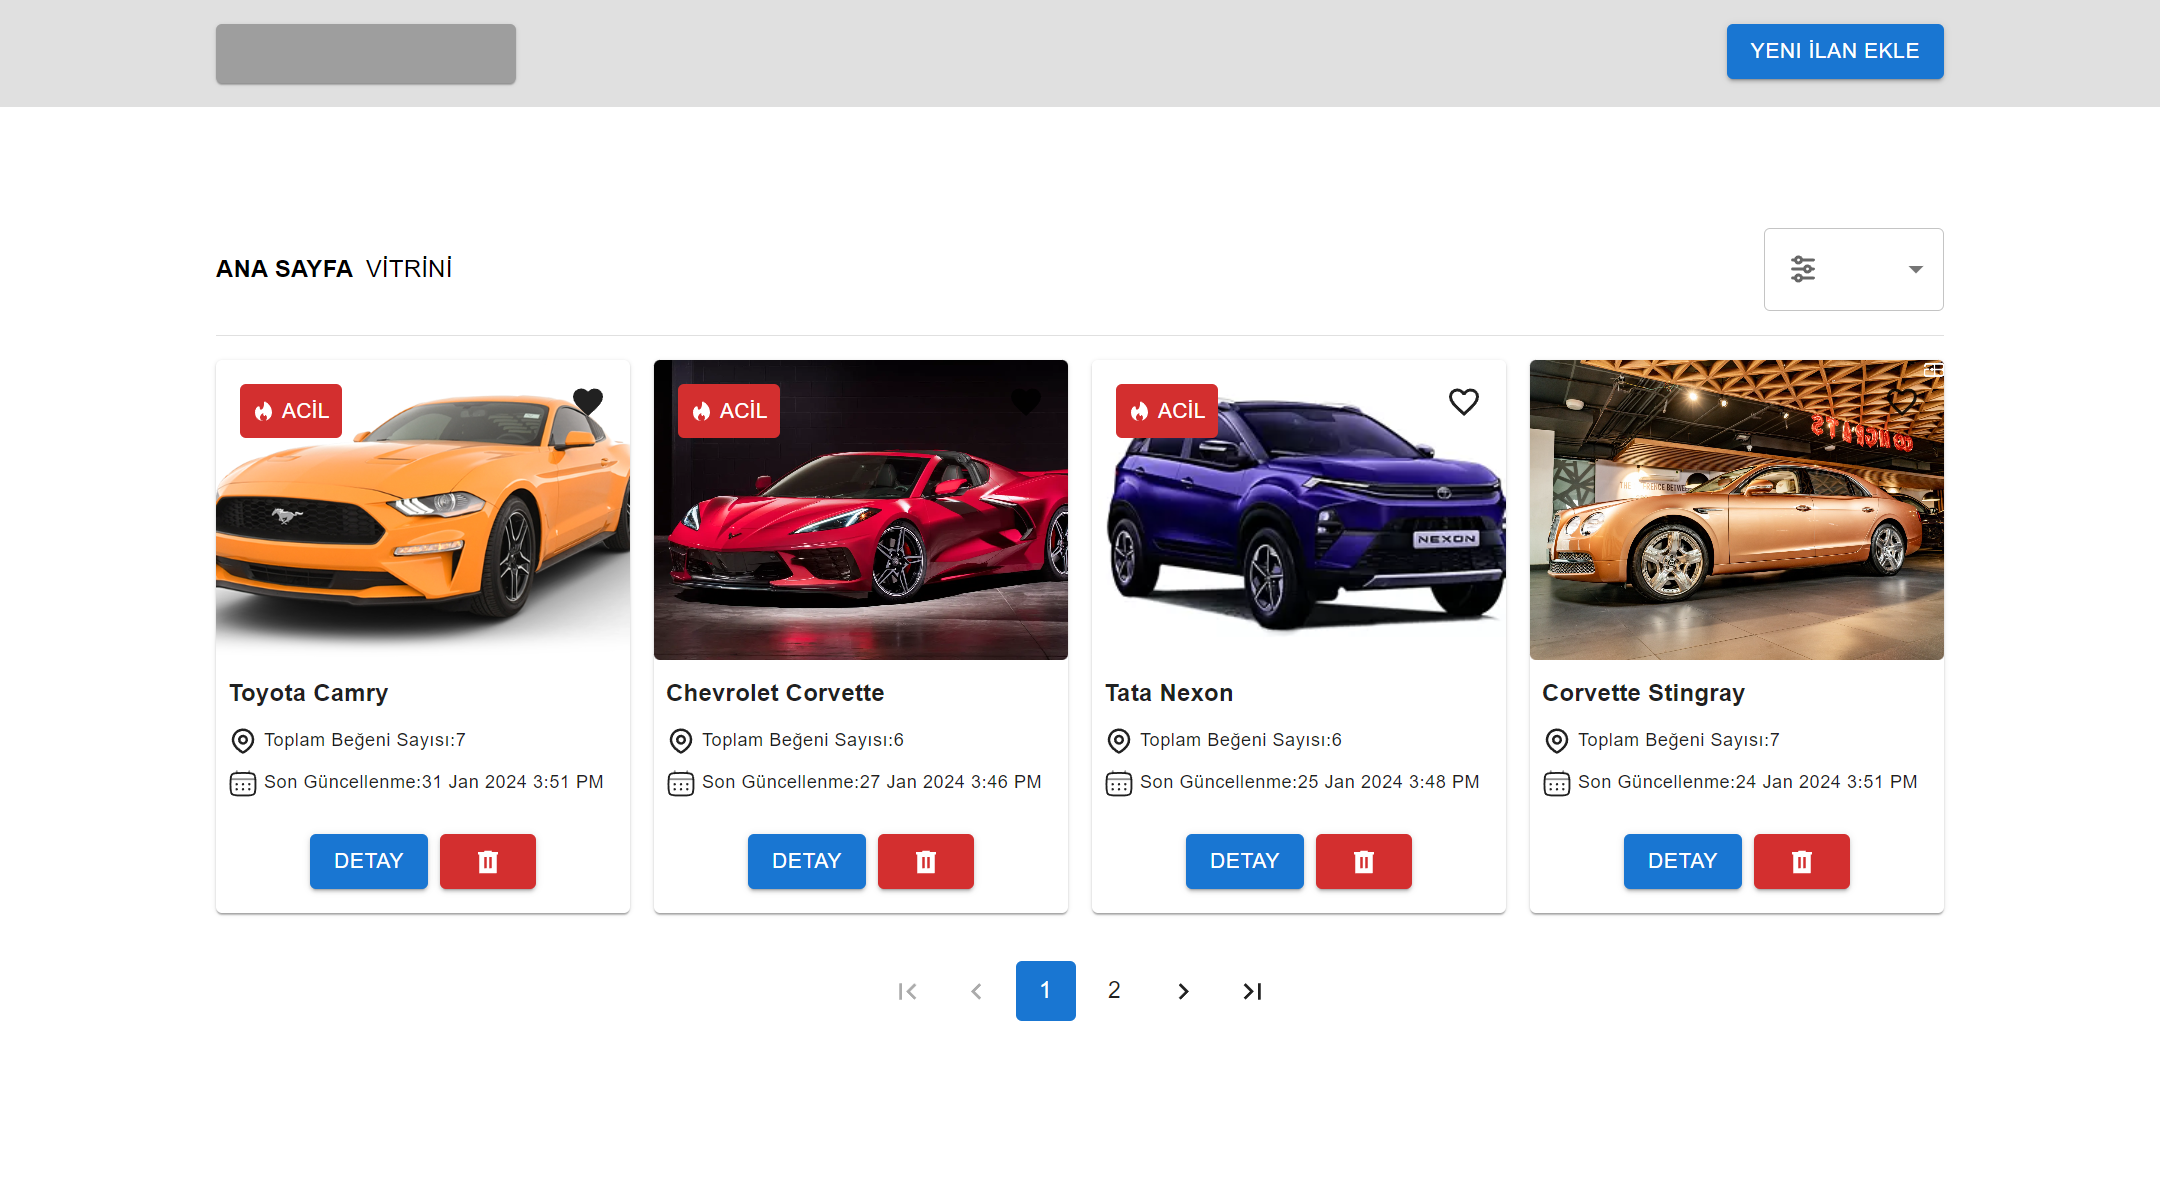 YENI İLAN EKLE
ANA SAYFA VİTRİNİ
ACİL
ACİL
ACİL
NEXON
Toyota Camry
Toplam Beğeni Sayısı:7
Son Güncellenme:31 Jan 2024 3:51 PM
DETAY
Chevrolet Corvette
Toplam Beğeni Sayısı:6
Son Güncellenme:27 Jan 2024 3:46 PM
DETAY
Tata Nexon
Toplam Beğeni Sayısı:6
Son Güncellenme:25 Jan 2024 3:48 PM
DETAY
Corvette Stingray
Toplam Beğeni Sayısı:7
Son Güncellenme:24 Jan 2024 3:51 PM
DETAY
1 2